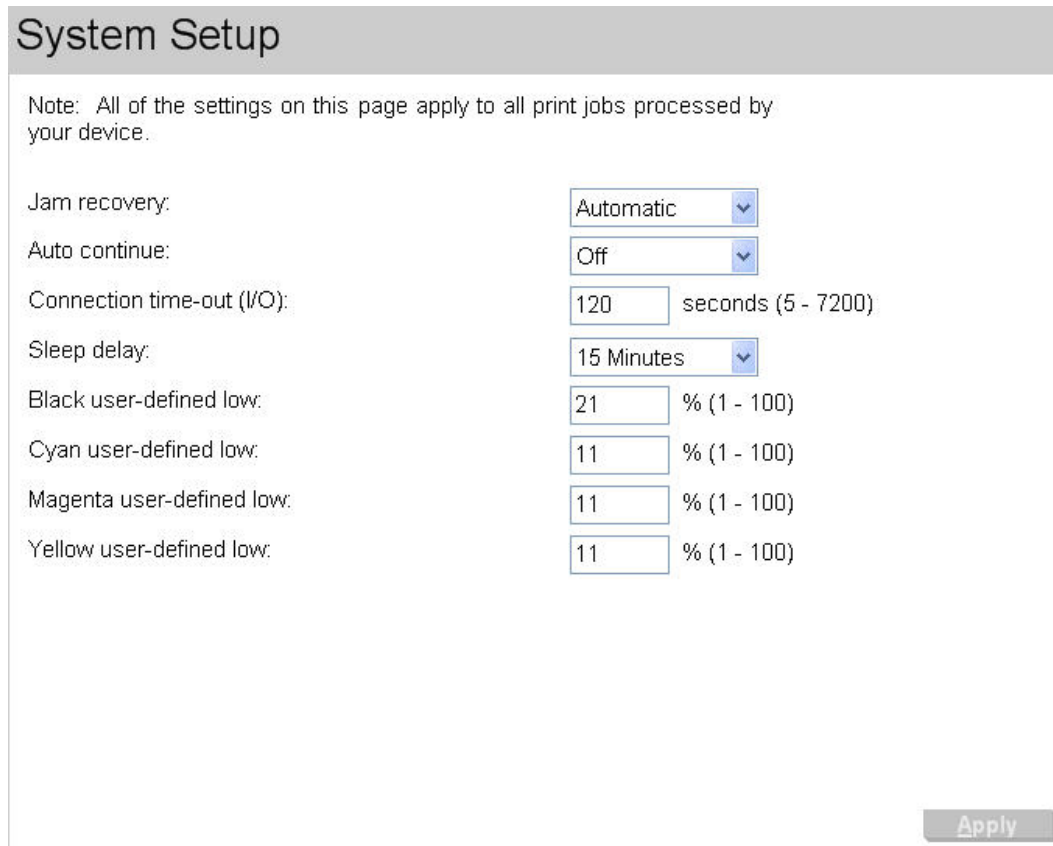 System Setup
Note: All of the settings on this page apply to all print jobs processed by
your device.
Jam recovery: Automatic
Auto continue: Off
Connection time-out (I/O): 120 seconds (5 - 7200)
Sleep delay: 15 Minutes
Black user-defined low: 21 % (1 - 100)
Cyan user-defined low: 11 % (1 - 100)
Magenta user-defined low: 11 % (1 - 100)
Yellow user-defined low: 11 % (1 - 100)
Apply